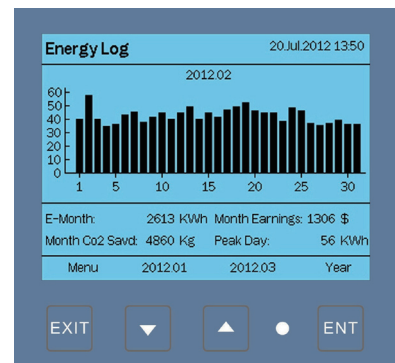 Energy Log 20.Jul.2012 13:50
2012.02
60
50
40
30
20
10
0
1 5 10 15 20 25 30
E-Month: 2613 KWh Month Earnings: 1306 $
Month Co2 Savd: 4860 Kg Peak Day: 56 KWh
Menu 2012.01 2012.03 Year
EXIT ENT